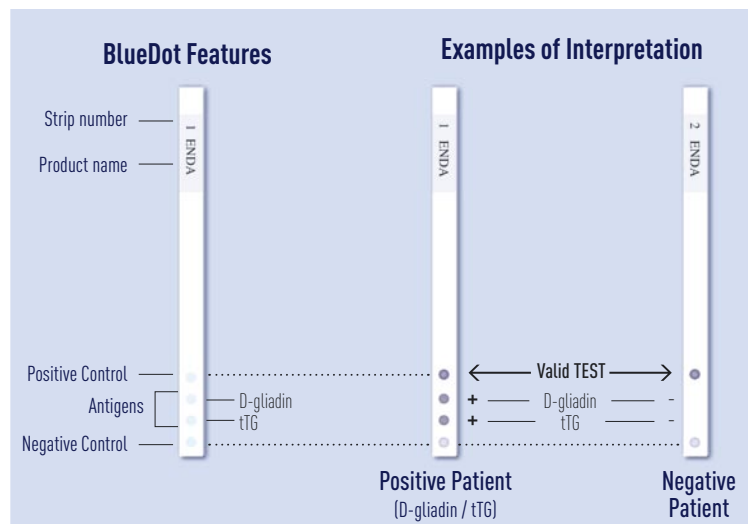 BlueDot Features
Examples of Interpretation
Strip number
Product name
1 ENDA
1 ENDA
2 ENDA
Positive Control
Valid TEST
Antigens
D-gliadin
tTG
+ D-gliadin -
+ tTG -
Negative Control
Positive Patient
(D-gliadin / tTG)
Negative
Patient